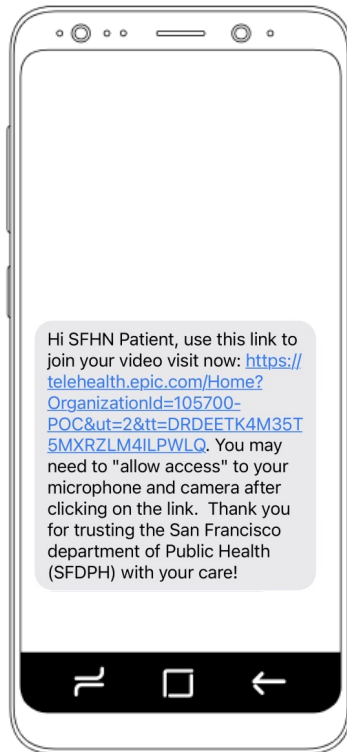 Hi SFHN Patient, use this link to
join your video visit now: https://
telehealth.epic.com/Home?
OrganizationId=105700-
POC&ut=2&tt=DRDEETK4M35T
5MXRZLM4ILPWLQ. You may
need to "allow access" to your
microphone and camera after
clicking on the link.  Thank you
for trusting the San Francisco
department of Public Health
(SFDPH) with your care!